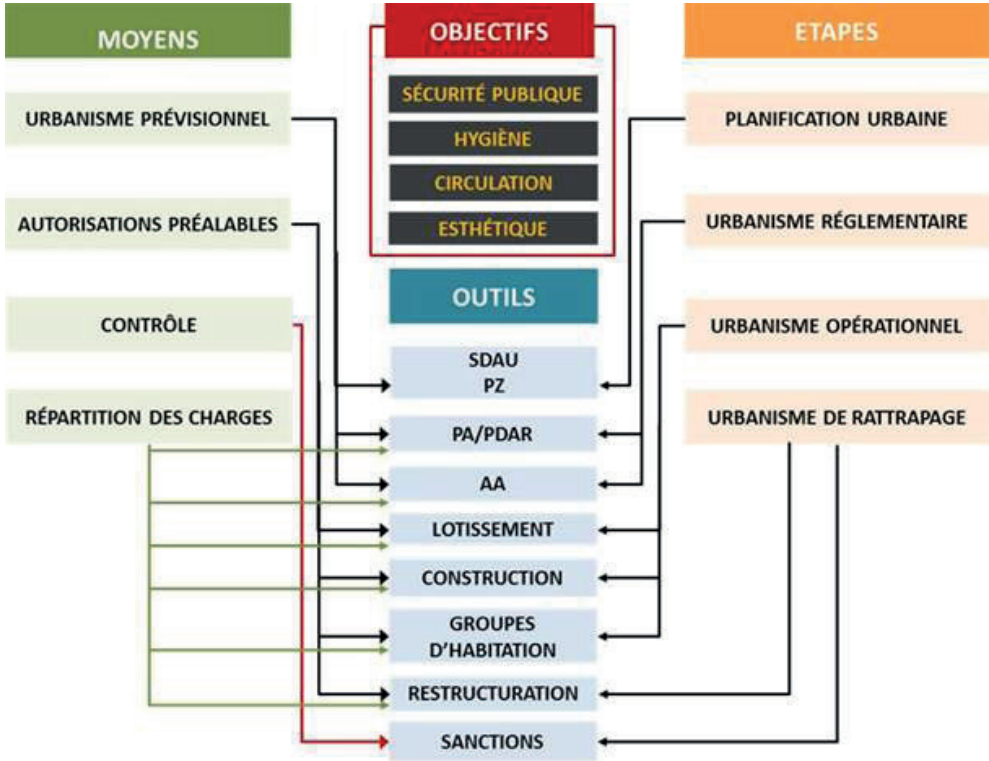 MOYENS
URBANISME PRÉVISIONNEL
AUTORISATIONS PRÉALABLES
CONTRÔLE
RÉPARTITION DES CHARGES
OBJECTIFS
SÉCURITÉ PUBLIQUE
HYGIÈNE
CIRCULATION
ESTHÉTIQUE
OUTILS
SDAU
PZ
PA/PDAR
AA
LOTISSEMENT
CONSTRUCTION
GROUPES
D'HABITATION
RESTRUCTURATION
SANCTIONS
ETAPES
PLANIFICATION URBAINE
URBANISME RÉGLEMENTAIRE
URBANISME OPÉRATIONNEL
URBANISME DE RATTRAPAGE